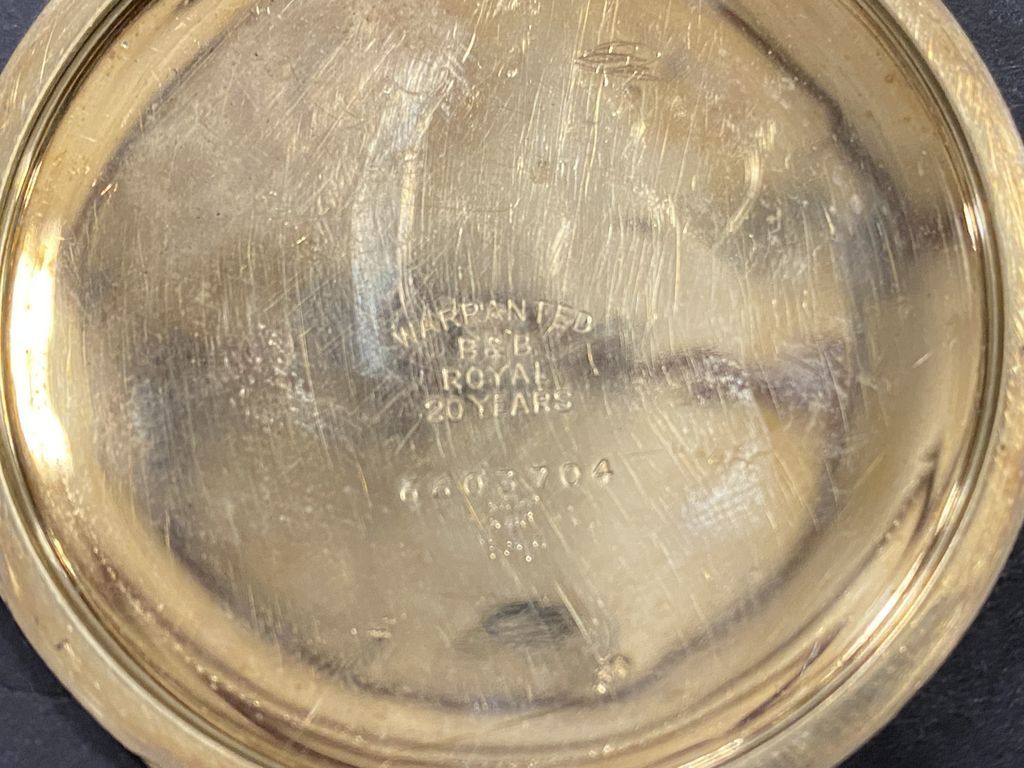 WARRANTED
B & B
ROYAL
20 YEARS
6603704